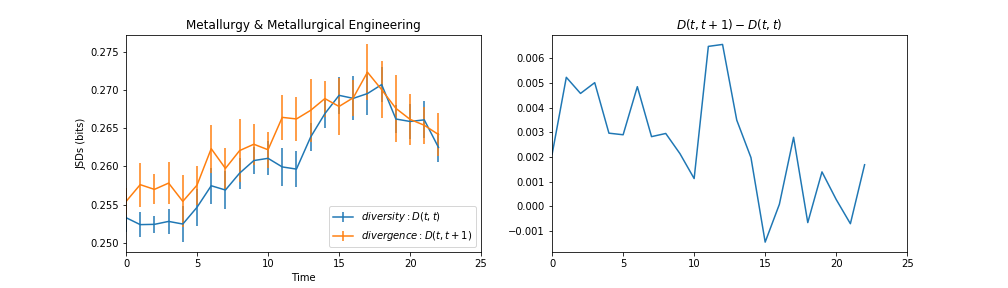 Metallurgy & Metallurgical Engineering
JSDs (bits)
0.275
0.270
0.265
0.260
0.255
0.250
0 5 10 15 20 25
Time
diversity: D(t, t)
divergence: D(t, t+1)
D(t, t+1) − D(t, t)
0.006
0.005
0.004
0.003
0.002
0.001
0.000
−0.001
0 5 10 15 20 25